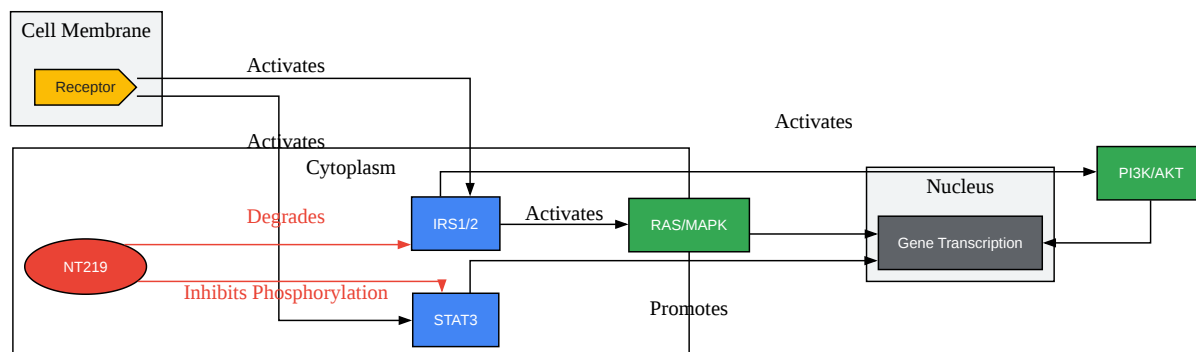 Cell Membrane
Receptor
Activates
Activates
Activates
Cytoplasm
Nucleus
PI3K/AKT
Degrades
IRS1/2
Activates
RAS/MAPK
Gene Transcription
NT219
Inhibits Phosphorylation
STAT3
Promotes